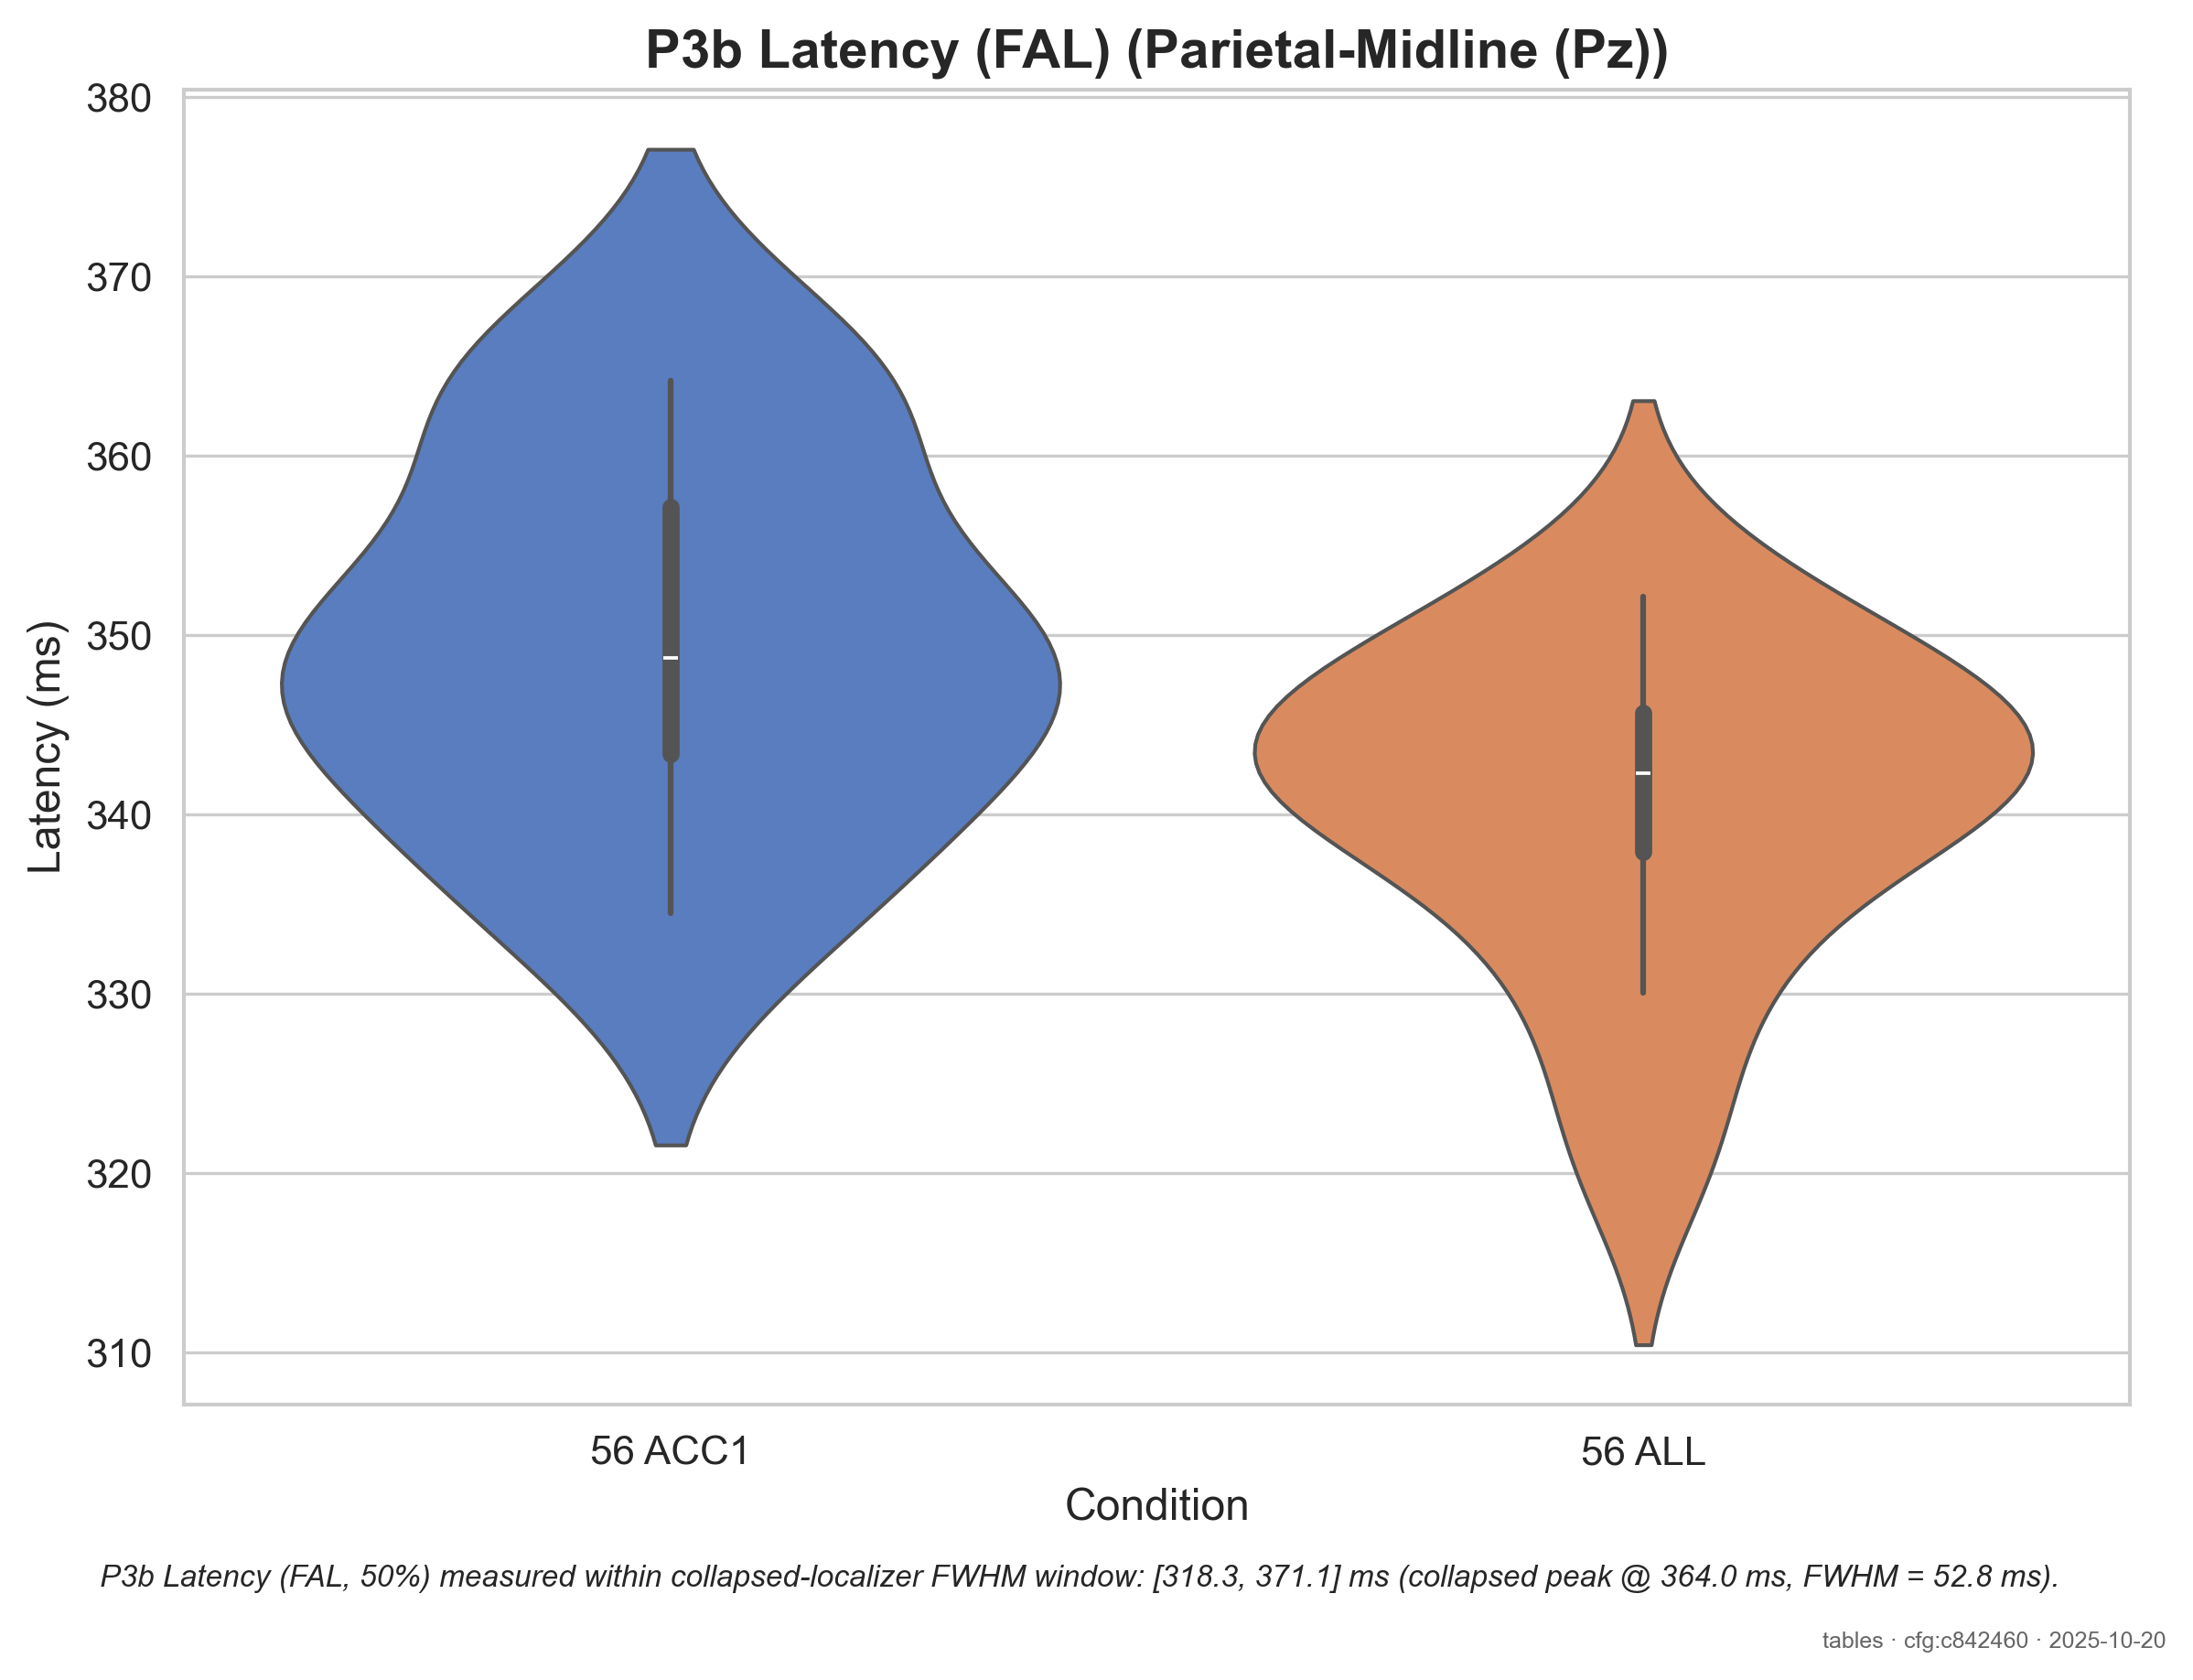 P3b Latency (FAL) (Parietal-Midline (Pz))
380
370
360
350
340
330
320
310
Latency (ms)
56 ACC1
56 ALL
Condition
P3b Latency (FAL, 50%) measured within collapsed-localizer FWHM window: [318.3, 371.1] ms (collapsed peak @ 364.0 ms, FWHM = 52.8 ms).
tables · cfg:c842460 · 2025-10-20